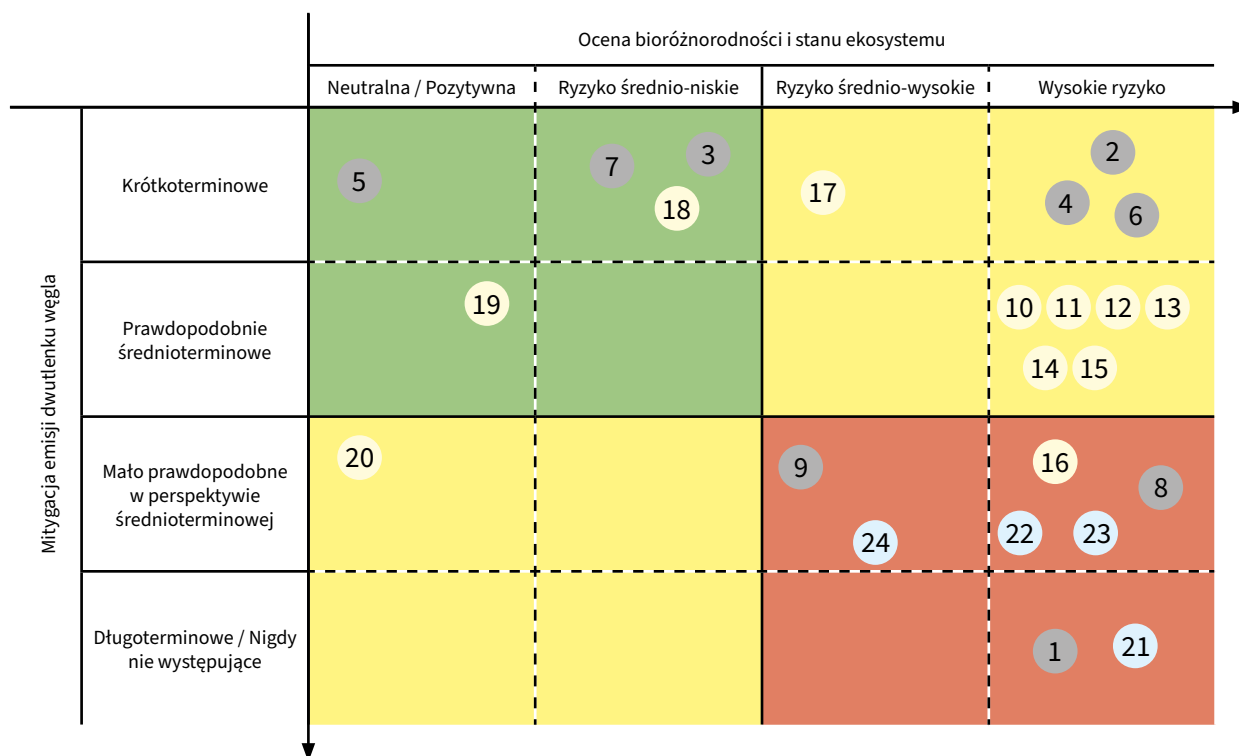 Ocena bioróżnorodności i stanu ekosystemu
Neutralna / Pozytywna
Ryzyko średnio-niskie
Ryzyko średnio-wysokie
Wysokie ryzyko
Mitygacja emisji dwutlenku węgla
Krótkoterminowe
5
7
3
18
17
2
4
6
Prawdopodobnie
średnioterminowe
19
10
11
12
13
14
15
Mało prawdopodobne
w perspektywie
średnioterminowej
20
9
24
16
8
22
23
Długoterminowe / Nigdy
nie występujące
1
21